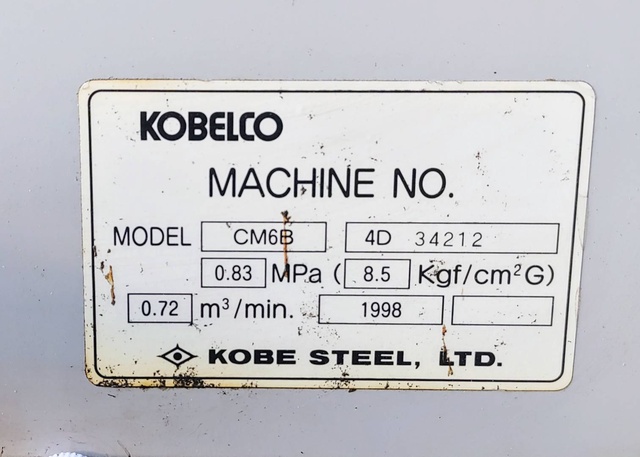 KOBELCO
MACHINE NO.
MODEL CM6B 4D 34212
0.83 MPa ( 8.5 Kgf/cm²G)
0.72 m³/min. 1998
KOBE STEEL, LTD.